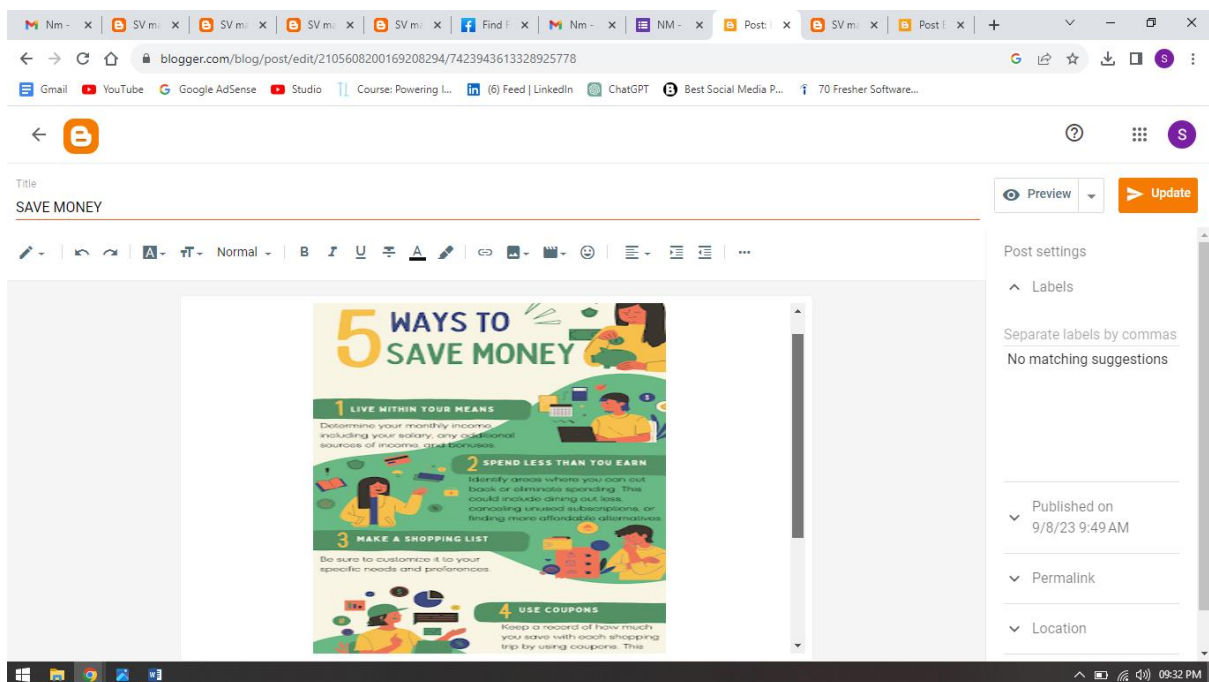 Nm -
SV ma
SV ma
SV ma
SV ma
Find F
Nm -
NM -
Post:
SV ma
Post E
blogger.com/blog/post/edit/2105608200169208294/7423943613328925778
Gmail YouTube Google AdSense Studio Course: Powering I... (6) Feed | LinkedIn ChatGPT Best Social Media P... 70 Fresher Software...
S
Title
SAVE MONEY
Preview
Update
Normal
B I U A
Post settings
Labels
Separate labels by commas
No matching suggestions
Published on
9/8/23 9:49 AM
Permalink
Location
5 WAYS TO
SAVE MONEY
1 LIVE WITHIN YOUR MEANS
Determine your monthly income,
including your salary, any additional
sources of income, and bonuses.
2 SPEND LESS THAN YOU EARN
Identify areas where you can cut
back or eliminate spending. This
could include dining out less,
canceling unused subscriptions, or
finding more affordable alternatives.
3 MAKE A SHOPPING LIST
Be sure to customize it to your
specific needs and preferences.
4 USE COUPONS
Keep a record of how much
you save with each shopping
trip by using coupons. This
09:32 PM